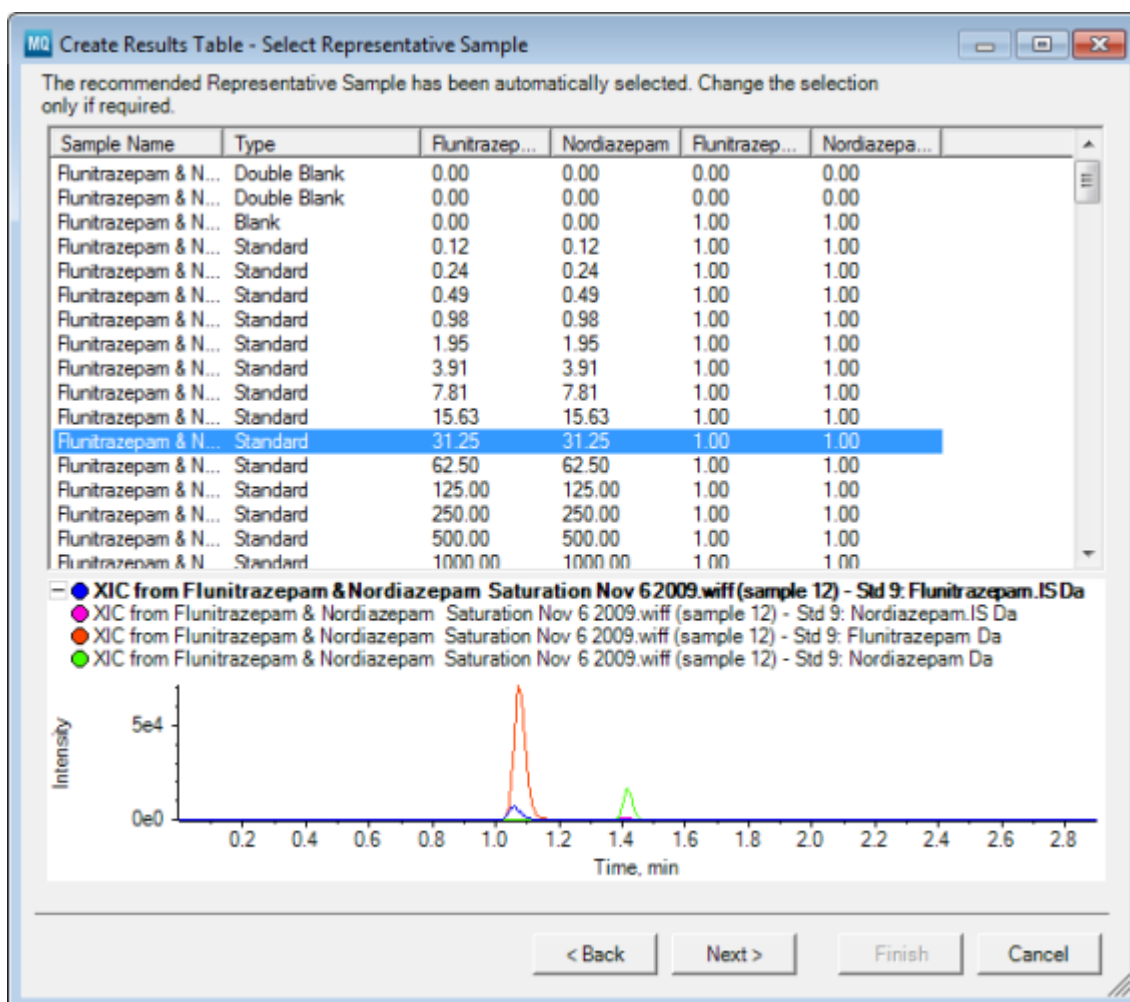 MQ Create Results Table - Select Representative Sample
The recommended Representative Sample has been automatically selected. Change the selection
only if required.
Sample Name Type Flunitrazep... Nordiazepam Flunitrazep... Nordiazepa...
Flunitrazepam & N... Double Blank 0.00 0.00 0.00 0.00
Flunitrazepam & N... Double Blank 0.00 0.00 0.00 0.00
Flunitrazepam & N... Blank 0.00 0.00 1.00 1.00
Flunitrazepam & N... Standard 0.12 0.12 1.00 1.00
Flunitrazepam & N... Standard 0.24 0.24 1.00 1.00
Flunitrazepam & N... Standard 0.49 0.49 1.00 1.00
Flunitrazepam & N... Standard 0.98 0.98 1.00 1.00
Flunitrazepam & N... Standard 1.95 1.95 1.00 1.00
Flunitrazepam & N... Standard 3.91 3.91 1.00 1.00
Flunitrazepam & N... Standard 7.81 7.81 1.00 1.00
Flunitrazepam & N... Standard 15.63 15.63 1.00 1.00
Flunitrazepam & N... Standard 31.25 31.25 1.00 1.00
Flunitrazepam & N... Standard 62.50 62.50 1.00 1.00
Flunitrazepam & N... Standard 125.00 125.00 1.00 1.00
Flunitrazepam & N... Standard 250.00 250.00 1.00 1.00
Flunitrazepam & N... Standard 500.00 500.00 1.00 1.00
Flunitrazepam & N... Standard 1000.00 1000.00 1.00 1.00
XIC from Flunitrazepam & Nordiazepam Saturation Nov 6 2009.wiff (sample 12) - Std 9: Flunitrazepam.IS Da
XIC from Flunitrazepam & Nordiazepam Saturation Nov 6 2009.wiff (sample 12) - Std 9: Nordiazepam.IS Da
XIC from Flunitrazepam & Nordiazepam Saturation Nov 6 2009.wiff (sample 12) - Std 9: Flunitrazepam Da
XIC from Flunitrazepam & Nordiazepam Saturation Nov 6 2009.wiff (sample 12) - Std 9: Nordiazepam Da
Intensity
5e4
0e0
0.2 0.4 0.6 0.8 1.0 1.2 1.4 1.6 1.8 2.0 2.2 2.4 2.6 2.8
Time, min
< Back Next > Finish Cancel